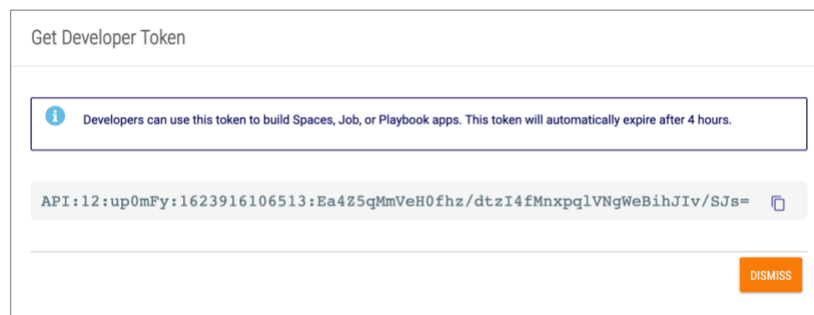 Get Developer Token
Developers can use this token to build Spaces, Job, or Playbook apps. This token will automatically expire after 4 hours.
API:12:up0mFy:1623916106513:Ea4Z5qMmVeH0fhz/dtzI4fMnxpqlVNgWeBihJIv/SJs=
DISMISS